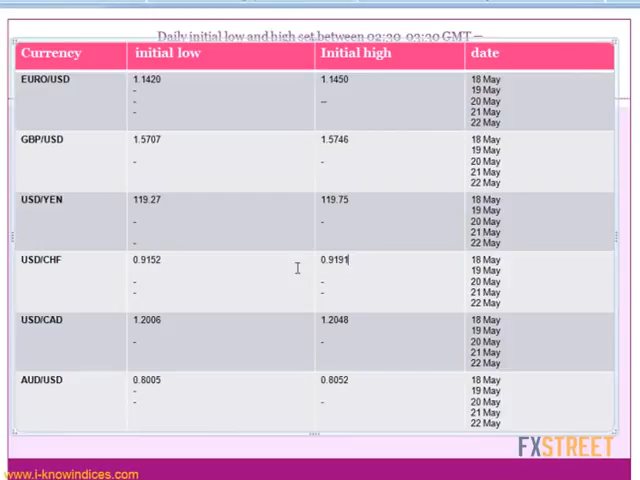 Daily initial low and high set between 02:30-03:30 GMT –
Currency initial low Initial high date
EURO/USD 1.1420 1.1450 18 May
- 19 May
- -- 20 May
- 21 May
22 May
GBP/USD 1.5707 1.5746 18 May
19 May
- - 20 May
21 May
22 May
USD/YEN 119.27 119.75 18 May
19 May
- - 20 May
21 May
- 22 May
USD/CHF 0.9152 0.9191 18 May
19 May
- - 20 May
- - 21 May
22 May
USD/CAD 1.2006 1.2048 18 May
19 May
- - 20 May
21 May
22 May
AUD/USD 0.8005 0.8052 18 May
- 19 May
- - 20 May
21 May
22 May
FXSTREET
www.i-knowindices.com